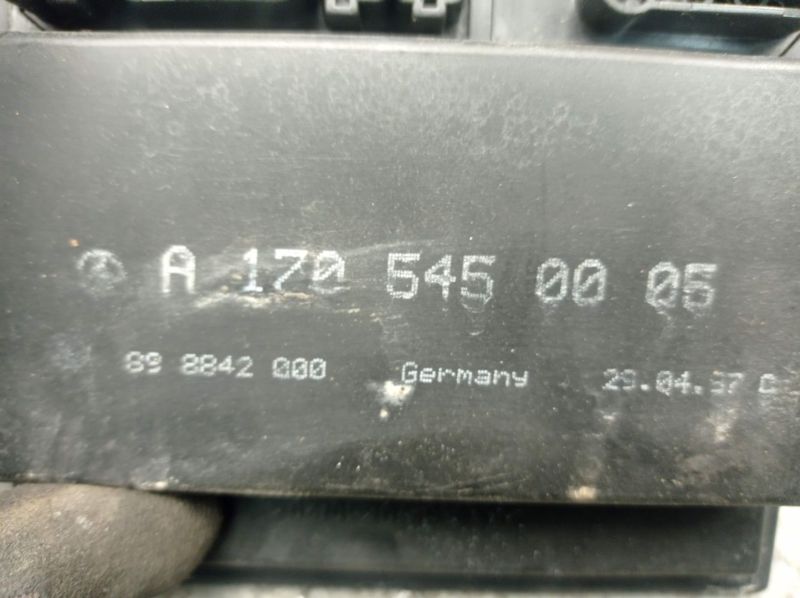 A 170 545 00 05
89 8842 000 Germany 29.04.97 C